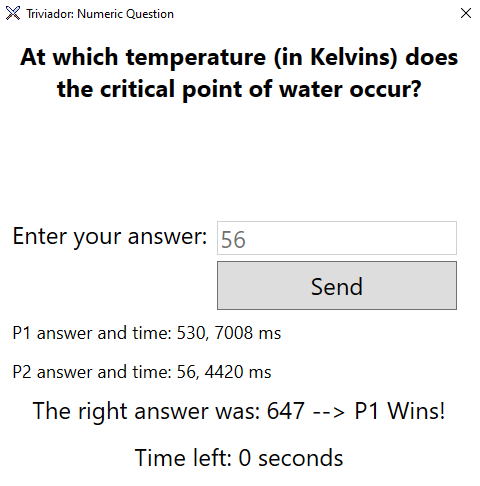 Triviador: Numeric Question
At which temperature (in Kelvins) does
the critical point of water occur?
Enter your answer:
56
Send
P1 answer and time: 530, 7008 ms
P2 answer and time: 56, 4420 ms
The right answer was: 647 --> P1 Wins!
Time left: 0 seconds